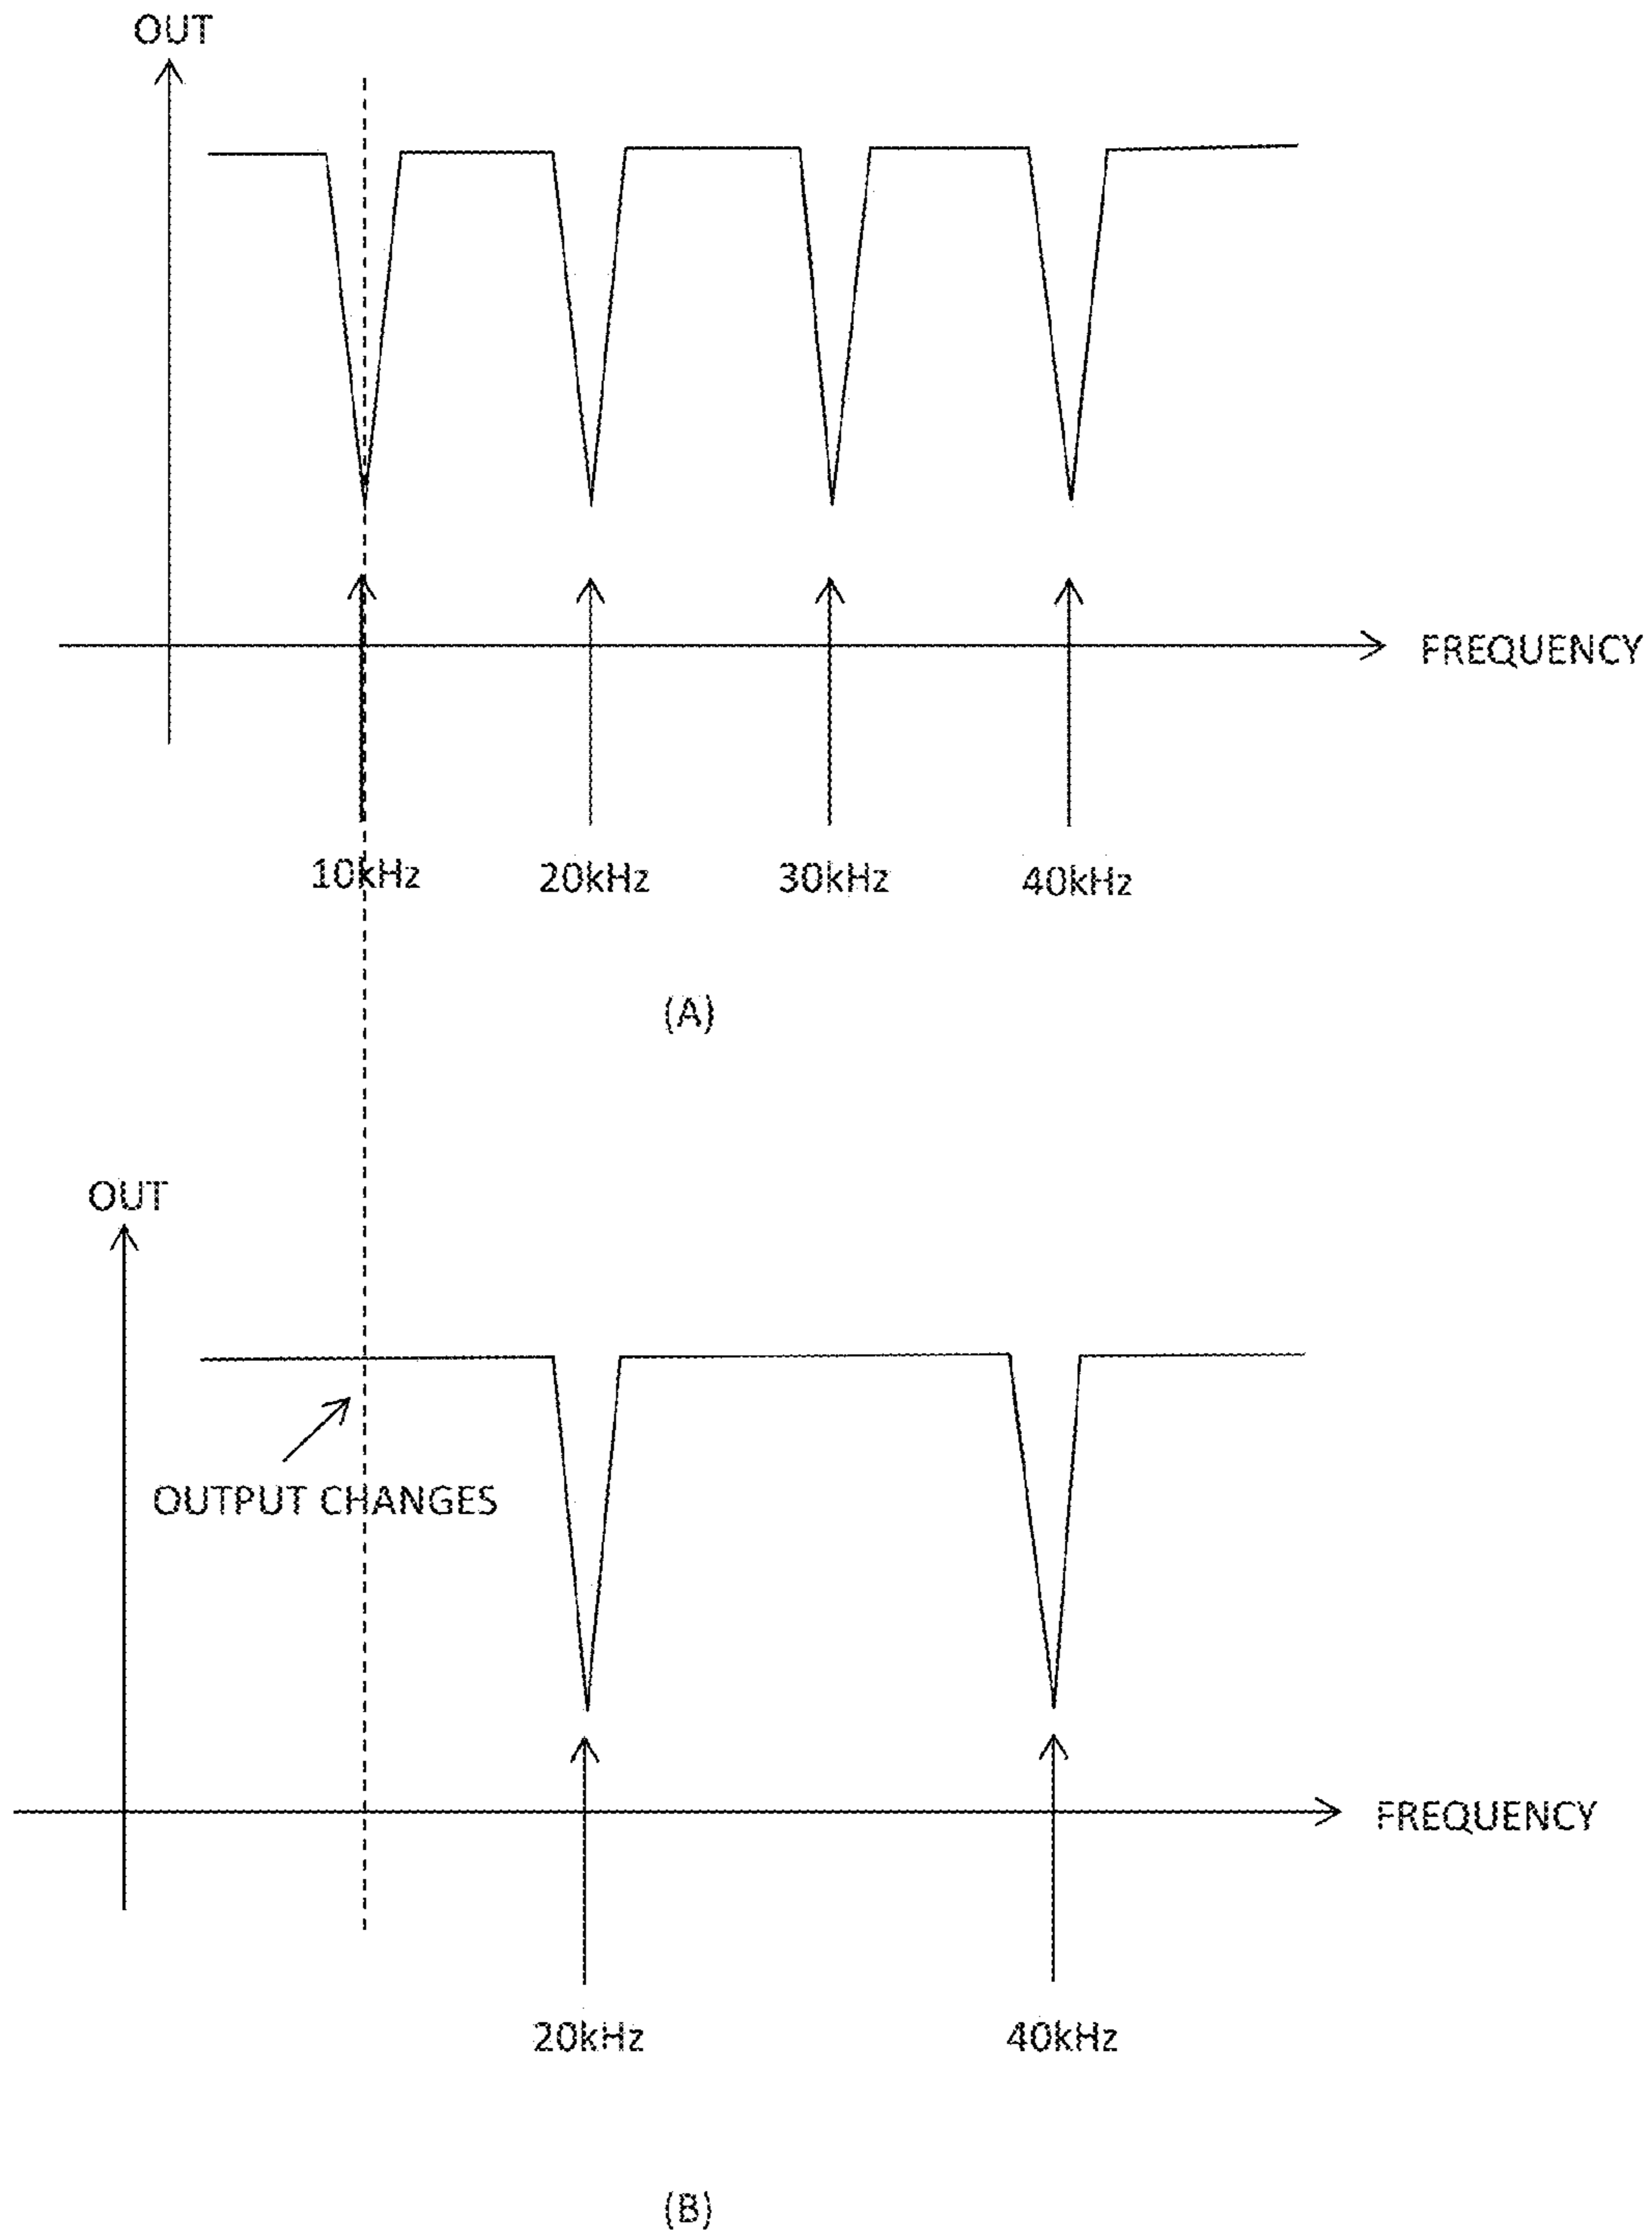 OUT
FREQUENCY
10kHz
20kHz
30kHz
40kHz
(A)
OUT
OUTPUT CHANGES
FREQUENCY
20kHz
40kHz
(B)